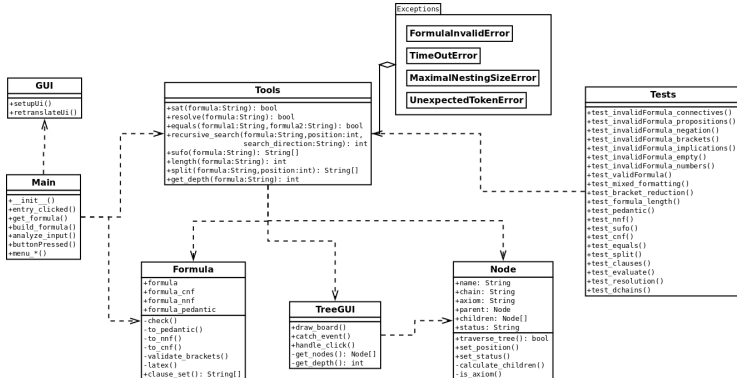 Exceptions
FormulaInvalidError
TimeOutError
MaximalNestingSizeError
UnexpectedTokenError
GUI
+setupUi()
+retranslateUi()
Tools
+sat(formula:String): bool
+resolve(formula:String): bool
+equals(formula1:String,formula2:String): bool
+recursive_search(formula:String,position:int,
search_direction:String): int
+sufo(formula:String): String[]
+length(formula:String): int
+split(formula:String,position:int): String[]
+get_depth(formula:String): int
Tests
+test_invalidFormula_connectives()
+test_invalidFormula_propositions()
+test_invalidFormula_negation()
+test_invalidFormula_brackets()
+test_invalidFormula_implications()
+test_invalidFormula_empty()
+test_invalidFormula_numbers()
+test_validFormula()
+test_mixed_formatting()
+test_bracket_reduction()
+test_formula_length()
+test_pedantic()
+test_nnf()
+test_sufo()
+test_cnf()
+test_equals()
+test_split()
+test_clauses()
+test_evaluate()
+test_resolution()
+test_dchains()
Main
+__init__()
+entry_clicked()
+get_formula()
+build_formula()
+analyze_input()
+buttonPressed()
+menu_*()
Formula
+formula
+formula_cnf
+formula_nnf
+formula_pedantic
-check()
-to_pedantic()
-to_nnf()
-to_cnf()
-validate_brackets()
-latex()
+clause_set(): String[]
TreeGUI
+draw_board()
+catch_event()
+handle_click()
-get_nodes(): Node[]
-get_depth(): int
Node
+name: String
+chain: String
+axiom: String
+parent: Node
+children: Node[]
+status: String
+traverse_tree(): bool
+set_position()
+set_status()
-calculate_children()
-is_axiom()